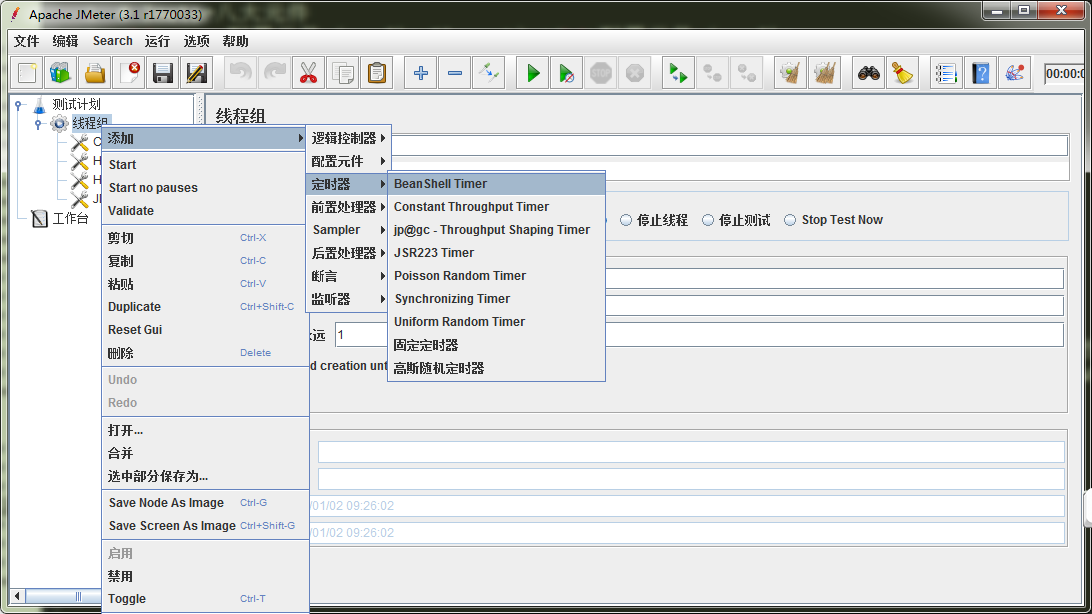 Apache JMeter (3.1 r1770033)
八大元件
文件 编辑 Search 运行 选项 帮助
STOP
00:00:0
测试计划
线程组
C
H
H
JI
工作台
线程组
停止线程 停止测试 Stop Test Now
远 1
d creation unt
/01/02 09:26:02
/01/02 09:26:02
添加
Start
Start no pauses
Validate
剪切 Ctrl-X
复制 Ctrl-C
粘贴 Ctrl-V
Duplicate Ctrl+Shift-C
Reset Gui
删除 Delete
Undo
Redo
打开...
合并
选中部分保存为...
Save Node As Image Ctrl-G
Save Screen As Image Ctrl+Shift-G
启用
禁用
Toggle Ctrl-T
逻辑控制器
配置元件
定时器
前置处理器
Sampler
后置处理器
断言
监听器
BeanShell Timer
Constant Throughput Timer
jp@gc - Throughput Shaping Timer
JSR223 Timer
Poisson Random Timer
Synchronizing Timer
Uniform Random Timer
固定定时器
高斯随机定时器